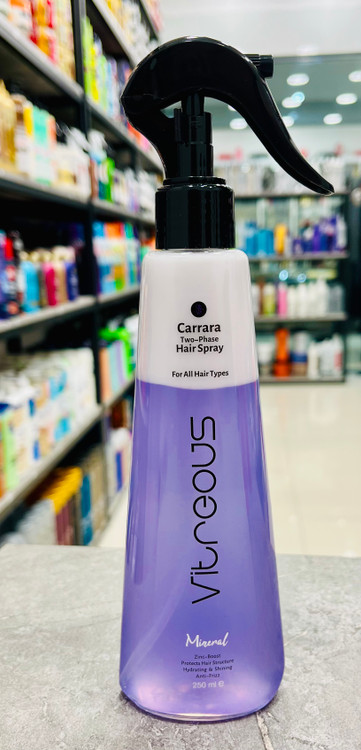 Carrara
Two-Phase
Hair Spray
For All Hair Types
Vitreous
Mineral
Zinc-Boost
Protects Hair Structure
Hydrating & Shining
Anti-Frizz
250 ml ℮